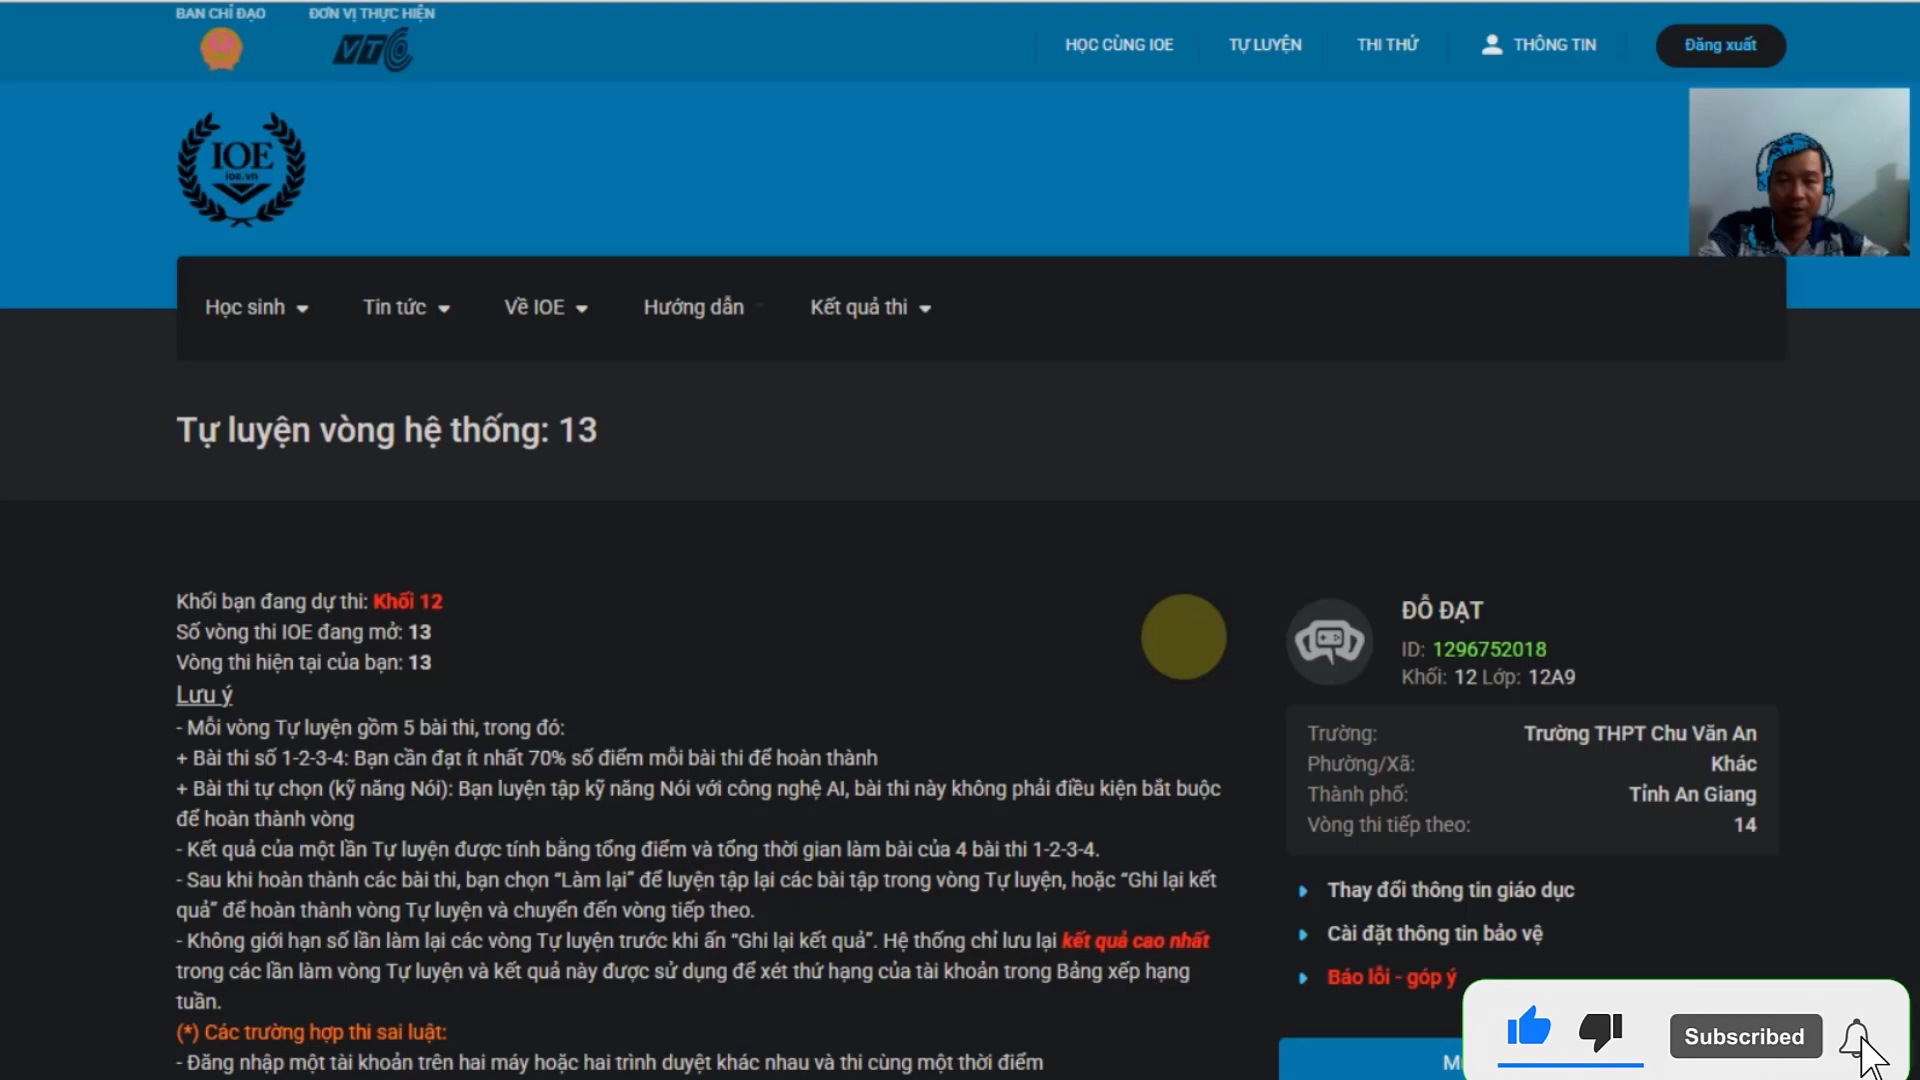 BAN CHỈ ĐẠO
ĐƠN VỊ THỰC HIỆN
VTC
HỌC CÙNG IOE
TỰ LUYỆN
THI THỬ
THÔNG TIN
Đăng xuất
IOE
ioe.vn
Học sinh
Tin tức
Về IOE
Hướng dẫn
Kết quả thi
Tự luyện vòng hệ thống: 13
Khối bạn đang dự thi: Khối 12
Số vòng thi IOE đang mở: 13
Vòng thi hiện tại của bạn: 13
Lưu ý
- Mỗi vòng Tự luyện gồm 5 bài thi, trong đó:
+ Bài thi số 1-2-3-4: Bạn cần đạt ít nhất 70% số điểm mỗi bài thi để hoàn thành
+ Bài thi tự chọn (kỹ năng Nói): Bạn luyện tập kỹ năng Nói với công nghệ AI, bài thi này không phải điều kiện bắt buộc
để hoàn thành vòng
- Kết quả của một lần Tự luyện được tính bằng tổng điểm và tổng thời gian làm bài của 4 bài thi 1-2-3-4.
- Sau khi hoàn thành các bài thi, bạn chọn “Làm lại” để luyện tập lại các bài tập trong vòng Tự luyện, hoặc “Ghi lại kết
quả” để hoàn thành vòng Tự luyện và chuyển đến vòng tiếp theo.
- Không giới hạn số lần làm lại các vòng Tự luyện trước khi ấn “Ghi lại kết quả”. Hệ thống chỉ lưu lại kết quả cao nhất
trong các lần làm vòng Tự luyện và kết quả này được sử dụng để xét thứ hạng của tài khoản trong Bảng xếp hạng
tuần.
(*) Các trường hợp thi sai luật:
- Đăng nhập một tài khoản trên hai máy hoặc hai trình duyệt khác nhau và thi cùng một thời điểm
ĐỖ ĐẠT
ID: 1296752018
Khối: 12 Lớp: 12A9
Trường: Trường THPT Chu Văn An
Phường/Xã: Khác
Thành phố: Tỉnh An Giang
Vòng thi tiếp theo: 14
Thay đổi thông tin giáo dục
Cài đặt thông tin bảo vệ
Báo lỗi - góp ý
Subscribed